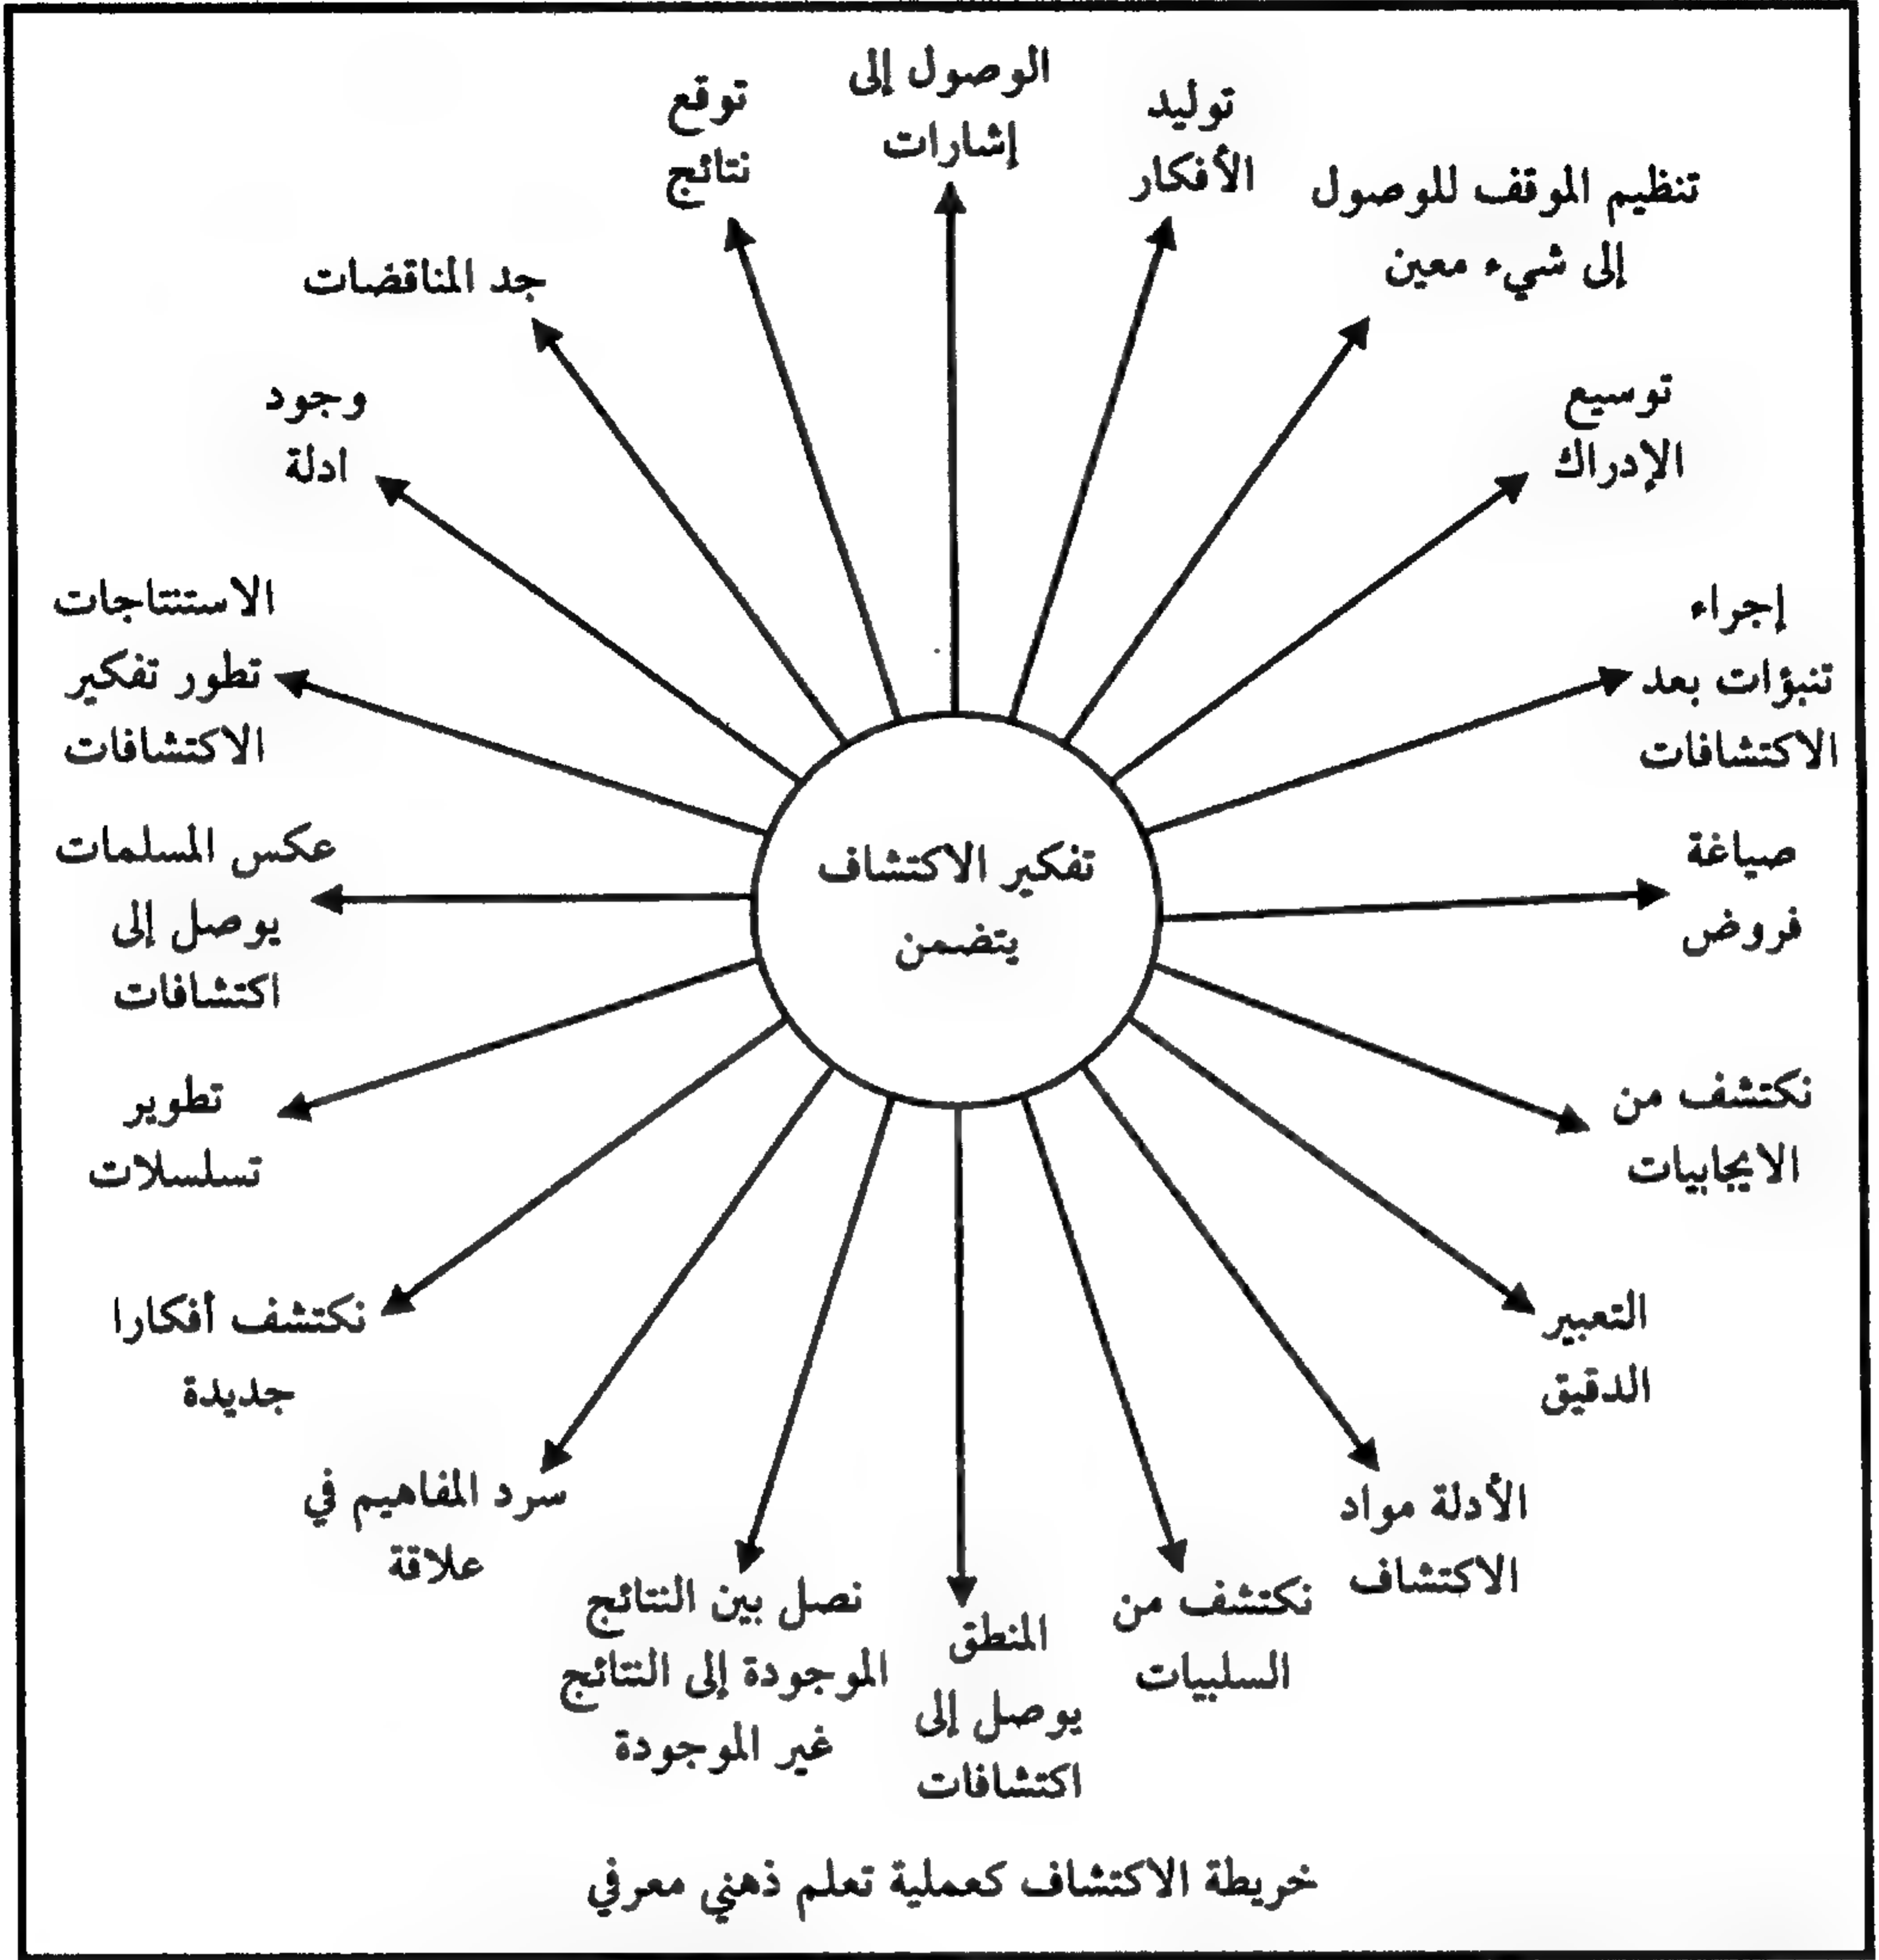 الوصول إلى
إشارات
توليد
الأفكار
تنظيم الموقف للوصول
إلى شيء معين
توسيع
الإدراك
إجراء
تنبؤات بعد
الاكتشافات
صياغة
فروض
نكتشف من
الايجابيات
التعبير
الدقيق
الأدلة مواد
الاكتشاف
نكتشف من
السلبيات
المنطق
يوصل إلى
اكتشافات
نصل بين النتائج
الموجودة إلى النتائج
غير الموجودة
سرد المفاهيم في
علاقة
نكتشف أفكارا
جديدة
تطوير
تسلسلات
عكس المسلمات
يوصل إلى
اكتشافات
الاستنتاجات
تطور تفكير
الاكتشافات
وجود
ادلة
جد المناقضات
توقع
نتائج
تفكير الاكتشاف
يتضمن
خريطة الاكتشاف كعملية تعلم ذهني معرفي